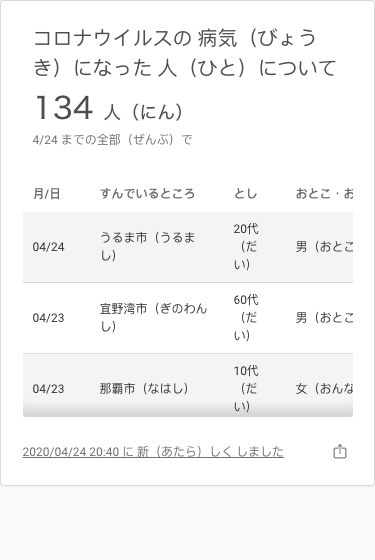 コロナウイルスの 病気（びょう
き）になった 人（ひと）について
134 人（にん）
4/24 までの全部（ぜんぶ）で
月/日 すんでいるところ とし おとこ・お
04/24 うるま市（うるまし） 20代（だい） 男（おとこ
04/23 宜野湾市（ぎのわんし） 60代（だい） 男（おとこ
04/23 那覇市（なはし） 10代（だい） 女（おんな
2020/04/24 20:40 に 新（あたら）しく しました